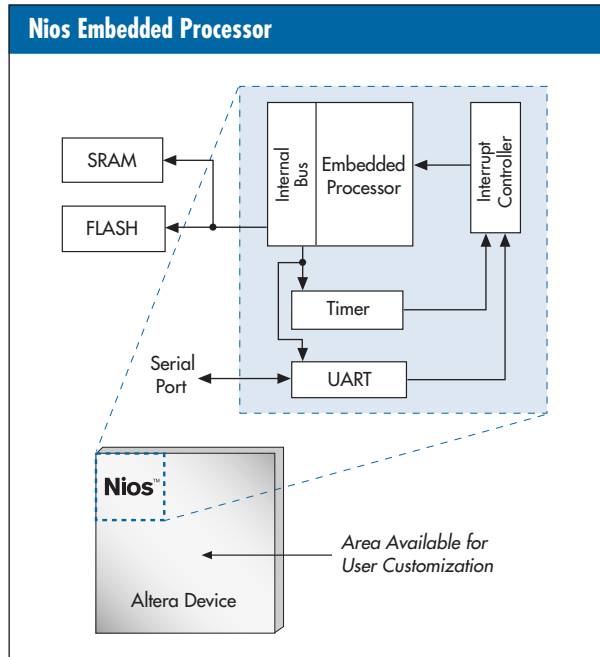 Nios Embedded Processor
SRAM
FLASH
Internal
Bus
Embedded
Processor
Interrupt
Controller
Timer
UART
Serial
Port
Nios™
Area Available for
User Customization
Altera Device